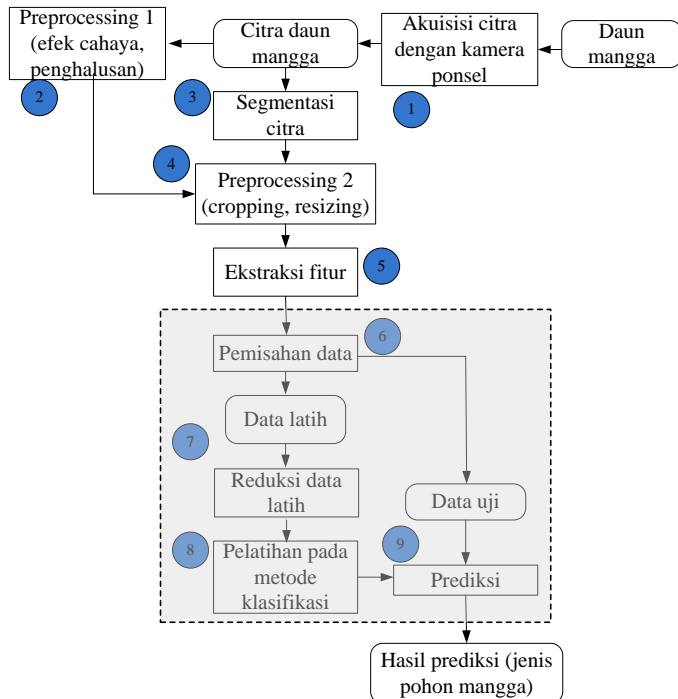 Preprocessing 1
(efek cahaya,
penghalusan)
Citra daun
mangga
Akuisisi citra
dengan kamera
ponsel
Daun
mangga
2
3
1
Segmentasi
citra
4
Preprocessing 2
(cropping, resizing)
Ekstraksi fitur
5
6
Pemisahan data
Data latih
7
Reduksi data
latih
Data uji
8
Pelatihan pada
metode
klasifikasi
9
Prediksi
Hasil prediksi (jenis
pohon mangga)